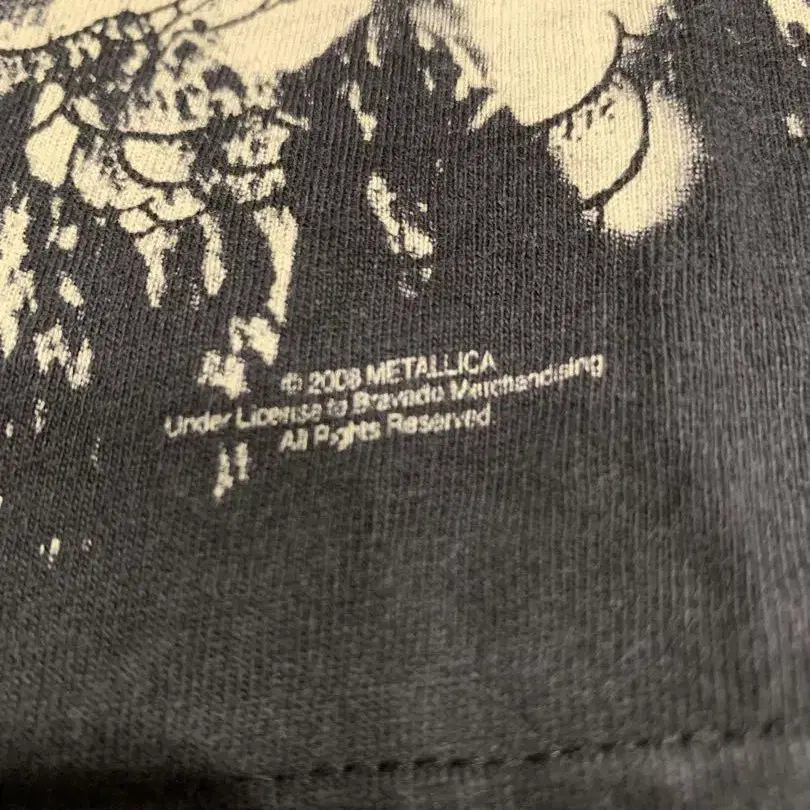 © 2008 METALLICA
Under License to Bravado Merchandising
All Rights Reserved